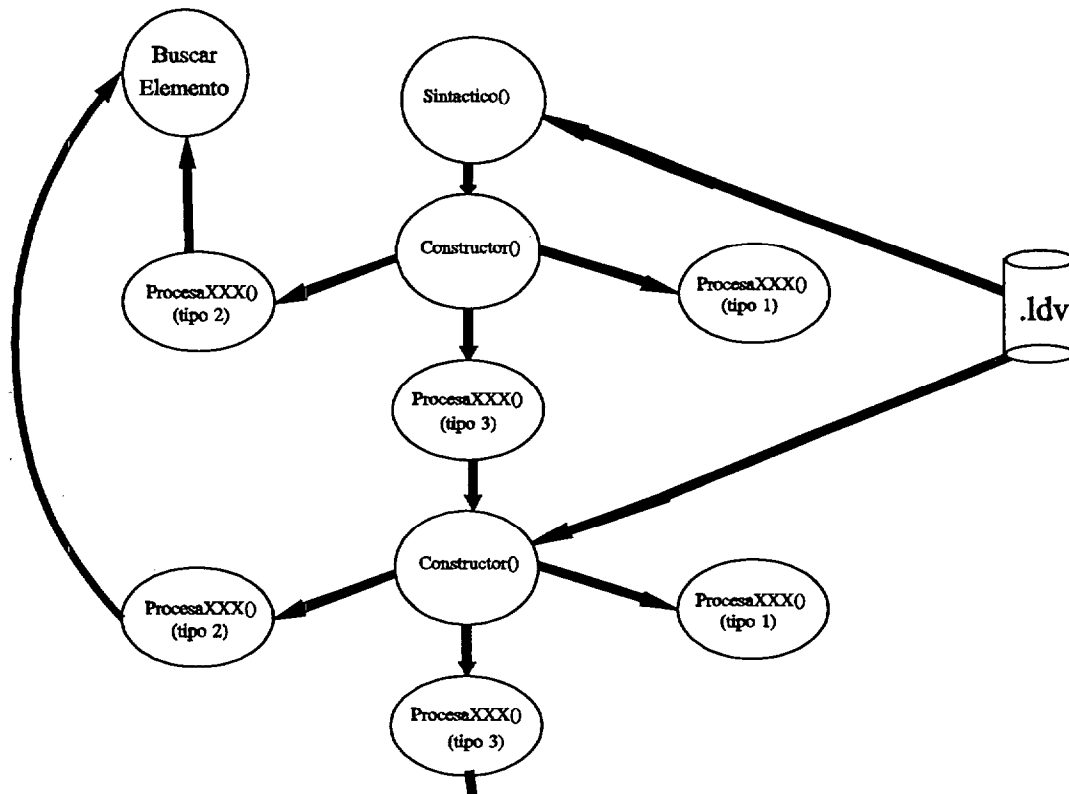 Buscar
Elemento
Sintactico()
Constructor()
ProcesaXXX()
(tipo 2)
ProcesaXXX()
(tipo 1)
.ldv
ProcesaXXX()
(tipo 3)
Constructor()
ProcesaXXX()
(tipo 2)
ProcesaXXX()
(tipo 1)
ProcesaXXX()
(tipo 3)